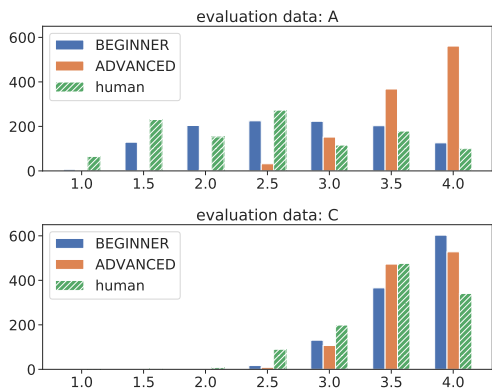 evaluation data: A
600
400
200
0
BEGINNER
ADVANCED
human
1.0 1.5 2.0 2.5 3.0 3.5 4.0
evaluation data: C
600
400
200
0
BEGINNER
ADVANCED
human
1.0 1.5 2.0 2.5 3.0 3.5 4.0